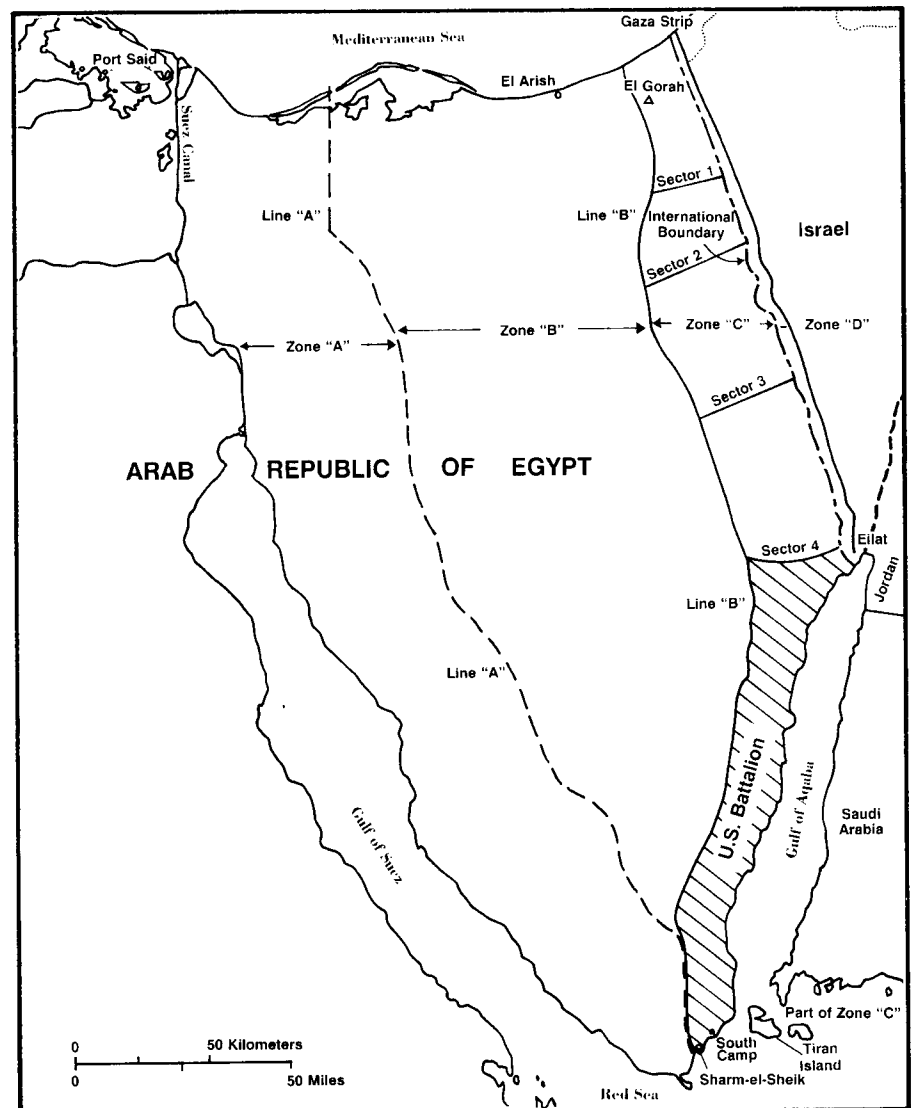 Gaza Strip
Mediterranean Sea
Port Said
El Arish
El Gorah
Suez Canal
Sector 1
Line "A"
Line "B"
International
Boundary
Israel
Sector 2
Zone "A"
Zone "B"
Zone "C"
Zone "D"
Sector 3
ARAB REPUBLIC OF EGYPT
Sector 4
Eilat
Jordan
Line "B"
Line "A"
U.S. Battalion
Gulf of Aqaba
Saudi
Arabia
Gulf of Suez
Part of Zone "C"
South
Camp
Tiran
Island
Sharm-el-Sheik
Red Sea
0 50 Kilometers
0 50 Miles